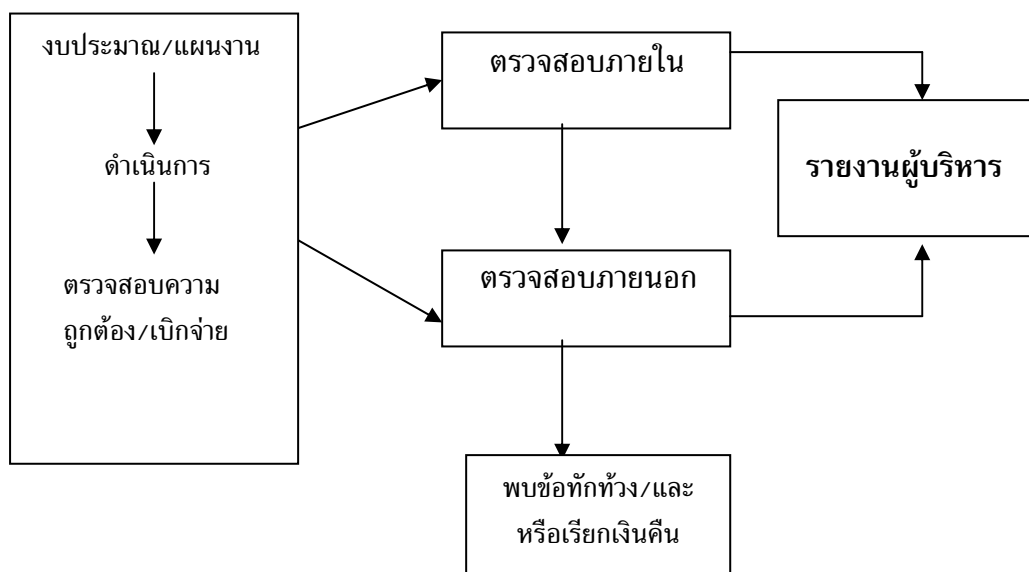 งบประมาณ/แผนงาน
ดำเนินการ
ตรวจสอบความ
ถูกต้อง/เบิกจ่าย
ตรวจสอบภายใน
ตรวจสอบภายนอก
พบข้อทักท้วง/และ
หรือเรียกเงินคืน
รายงานผู้บริหาร